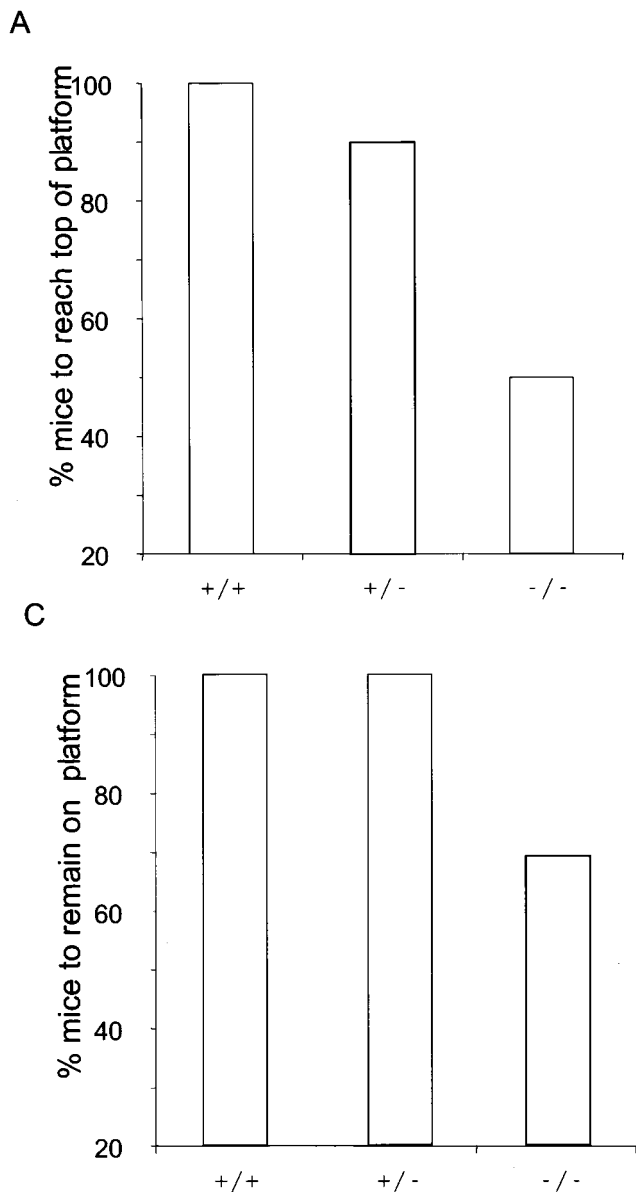 A
% mice to reach top of platform
100
80
60
40
20
+/+ +/- -/-
C
% mice to remain on platform
100
80
60
40
20
+/+ +/- -/-